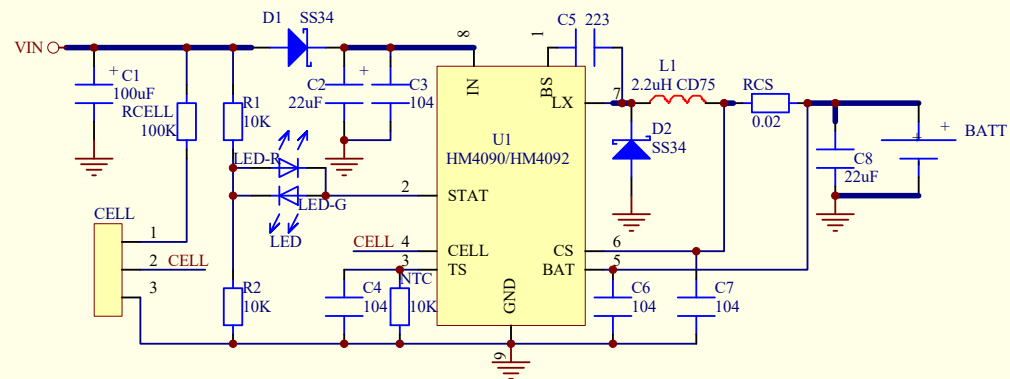 D1 SS34
C5 223
VIN
8
1
C1
100uF
C2
22uF
C3
104
IN
BS
LX
7
L1
2.2uH CD75
RCS
0.02
RCELL
100K
R1
10K
U1
HM4090/HM4092
D2
SS34
BATT
C8
22uF
LED-R
LED-G
LED
2
STAT
CELL
1
2
CELL
3
CELL
4
CELL
3
TS
CS
6
BAT
5
NTC
10K
C4
104
R2
10K
GND
9
C6
104
C7
104